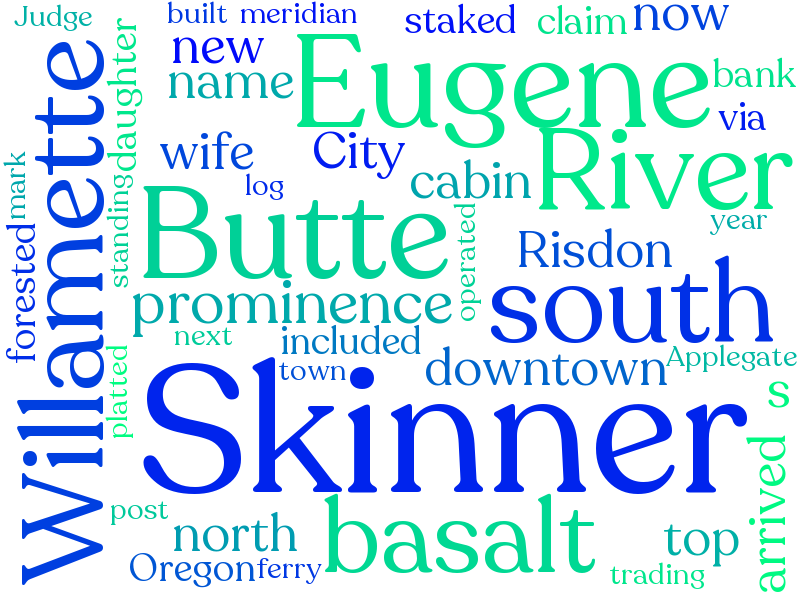 Judge
built
meridian
staked
claim
now
new
name
Eugene
bank
via
daughter
Willamette
wife
City
River
mark
log
cabin
year
standing
Butte
operated
Risdon
forested
prominence
south
next
included
town
downtown
Applegate
platted
Skinner
s
arrived
post
north
basalt
top
Oregon
ferry
trading